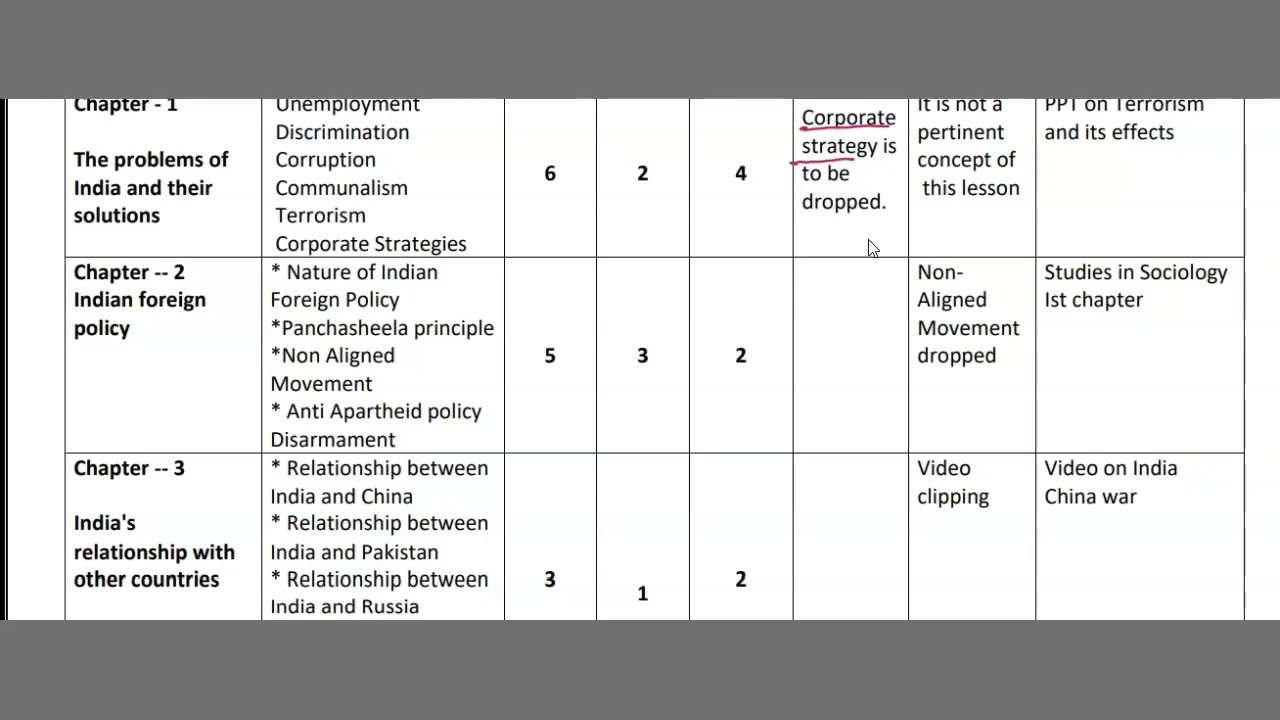 Chapter - 1
The problems of
India and their
solutions
Unemployment
Discrimination
Corruption
Communalism
Terrorism
Corporate Strategies
6
2
4
Corporate
strategy is
to be
dropped.
It is not a
pertinent
concept of
this lesson
PPT on Terrorism
and its effects
Chapter -- 2
Indian foreign
policy
* Nature of Indian
Foreign Policy
*Panchasheela principle
*Non Aligned
Movement
* Anti Apartheid policy
Disarmament
5
3
2
Non-
Aligned
Movement
dropped
Studies in Sociology
Ist chapter
Chapter -- 3
India's
relationship with
other countries
* Relationship between
India and China
* Relationship between
India and Pakistan
* Relationship between
India and Russia
3
1
2
Video
clipping
Video on India
China war